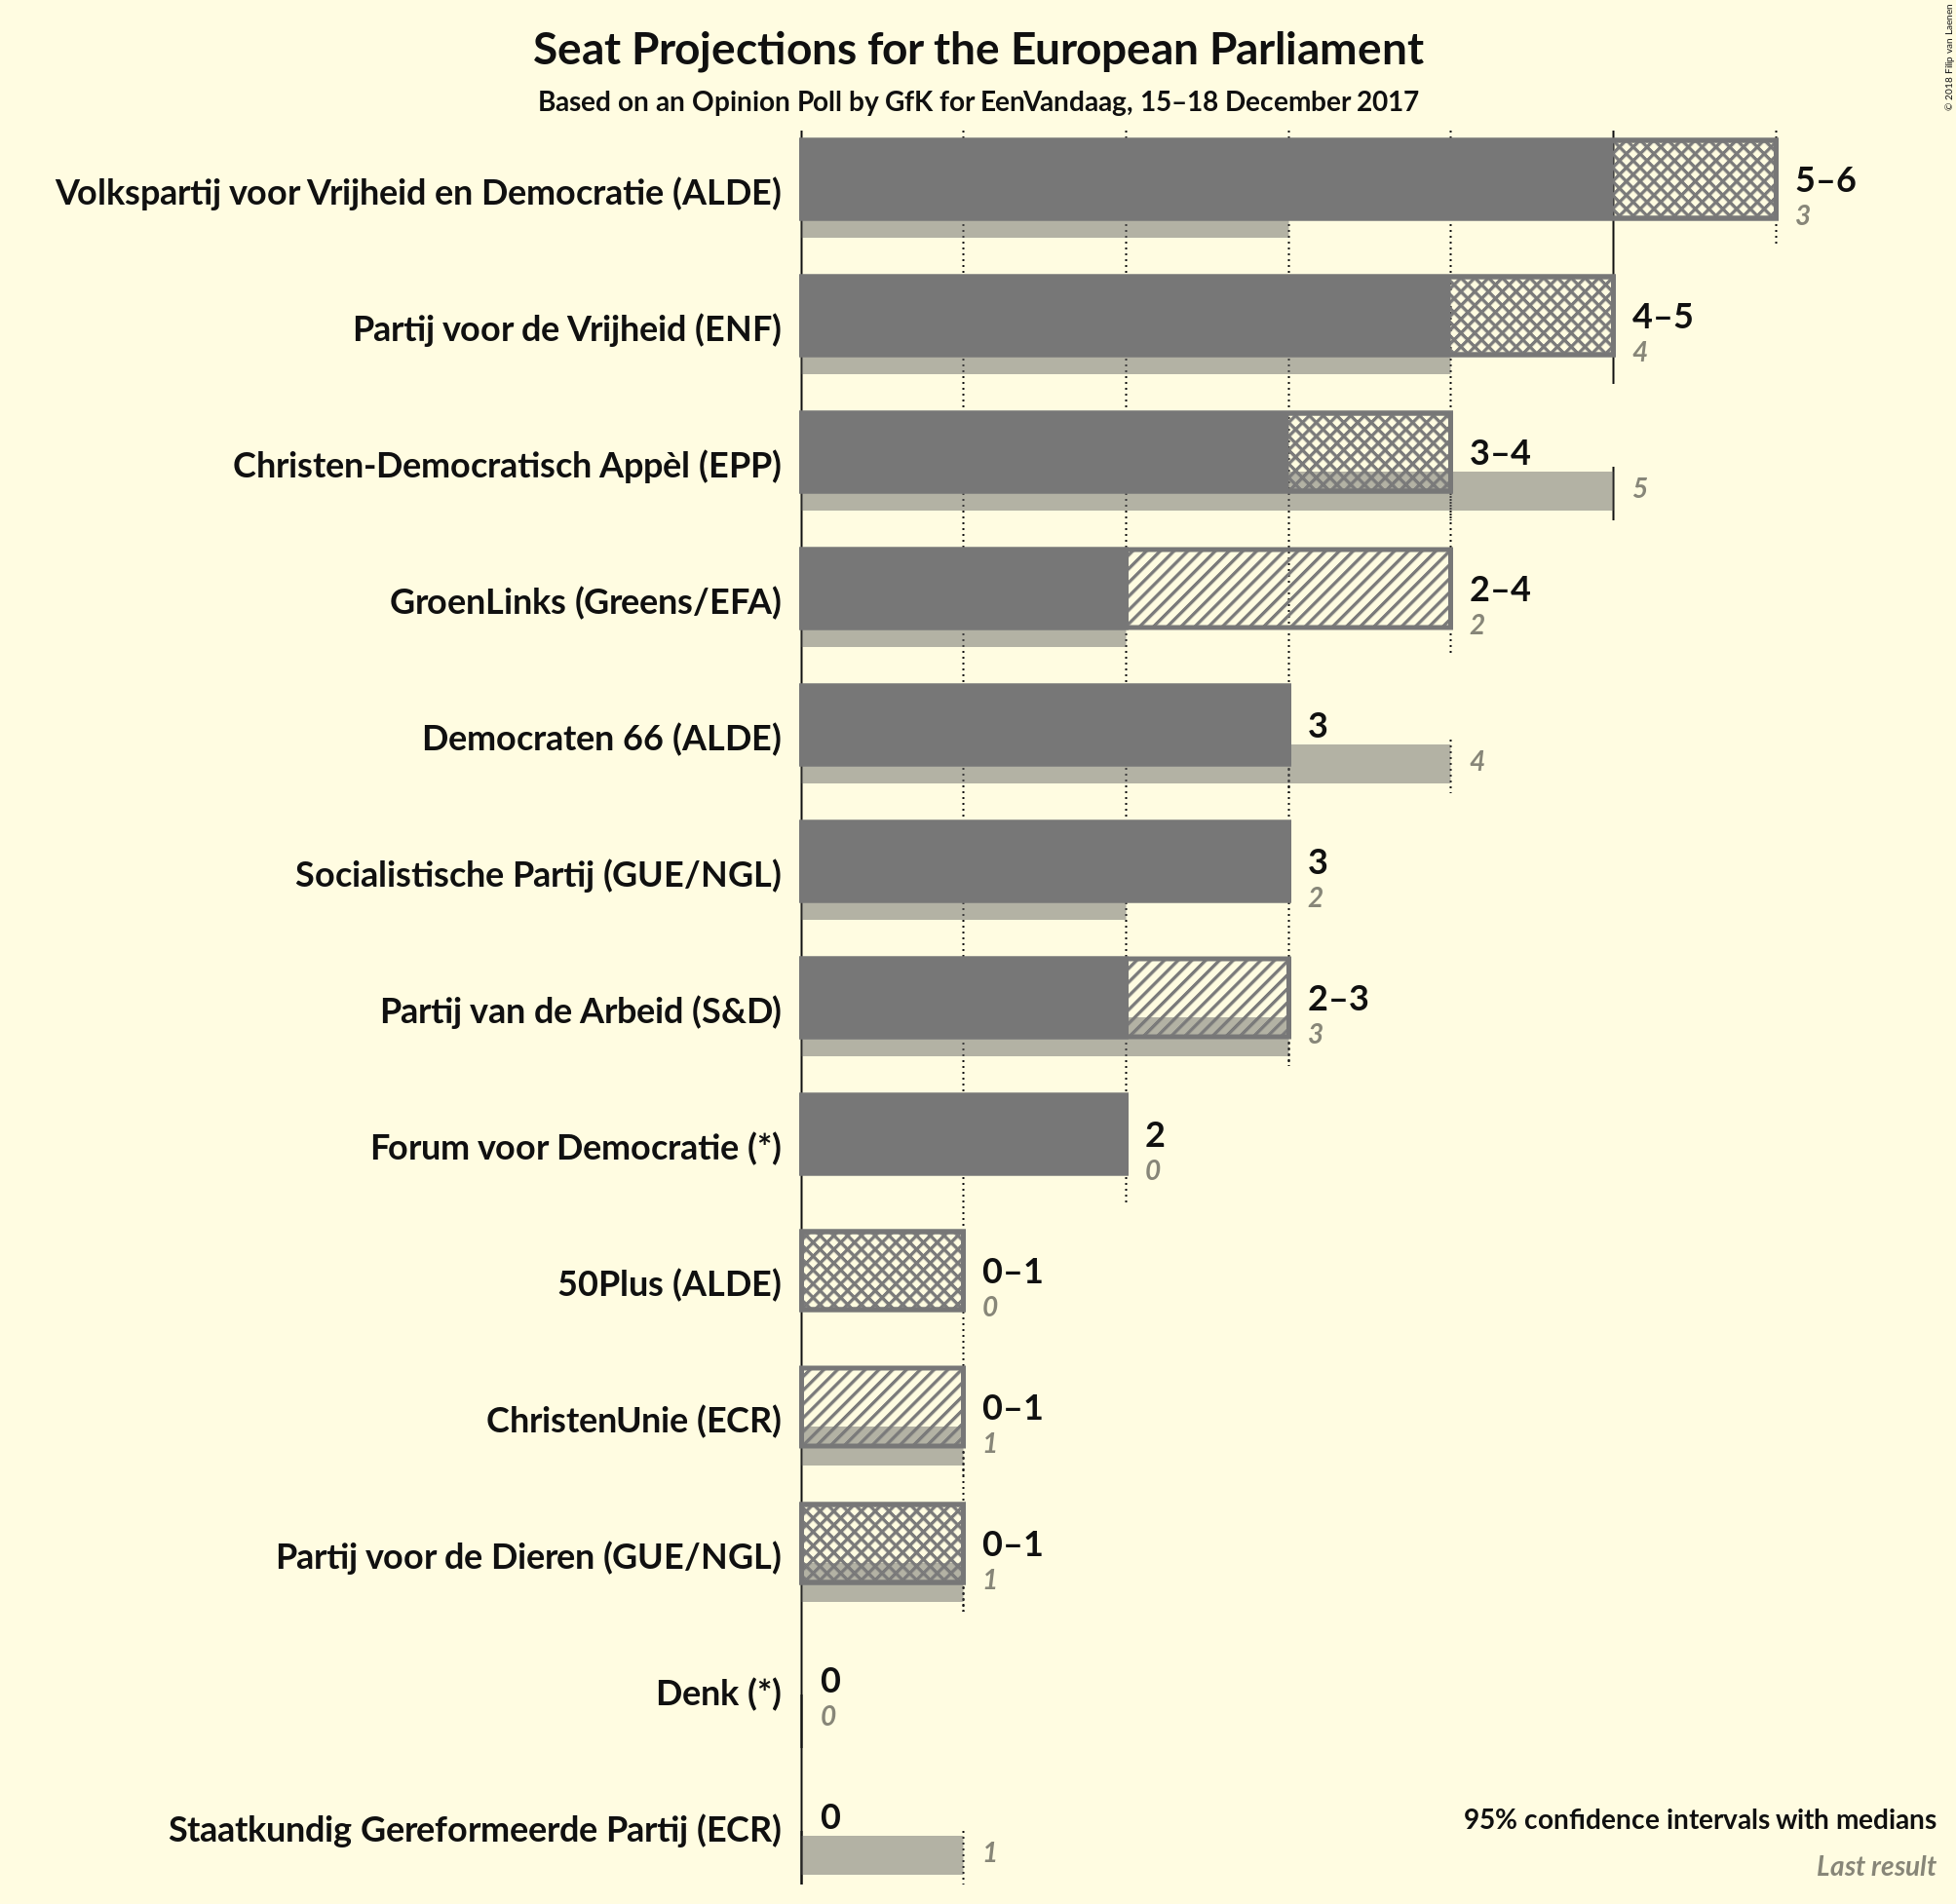 Seat Projections for the European Parliament
Based on an Opinion Poll by GfK for EenVandaag, 15–18 December 2017
© 2018 Filip van Laenen
Volkspartij voor Vrijheid en Democratie (ALDE)
5–6
3
Partij voor de Vrijheid (ENF)
4–5
4
Christen-Democratisch Appèl (EPP)
3–4
5
GroenLinks (Greens/EFA)
2–4
2
Democraten 66 (ALDE)
3
4
Socialistische Partij (GUE/NGL)
3
2
Partij van de Arbeid (S&D)
2–3
3
Forum voor Democratie (*)
2
0
50Plus (ALDE)
0–1
0
ChristenUnie (ECR)
0–1
1
Partij voor de Dieren (GUE/NGL)
0–1
1
Denk (*)
0
0
Staatkundig Gereformeerde Partij (ECR)
0
1
95% confidence intervals with medians
Last result